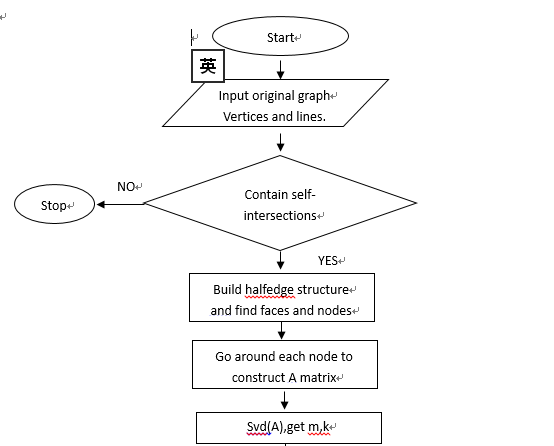 Start
英
Input original graph
Vertices and lines.
NO
Contain self-
intersections
Stop
YES
Build halfedge structure
and find faces and nodes
Go around each node to
construct A matrix
Svd(A),get m,k